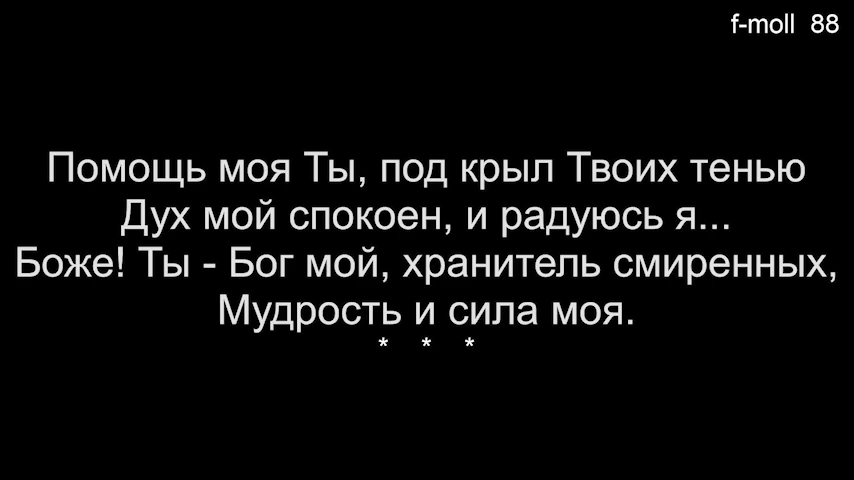 f-moll 88
Помощь моя Ты, под крыл Твоих тенью
Дух мой спокоен, и радуюсь я...
Боже! Ты - Бог мой, хранитель смиренных,
Мудрость и сила моя.
* * *